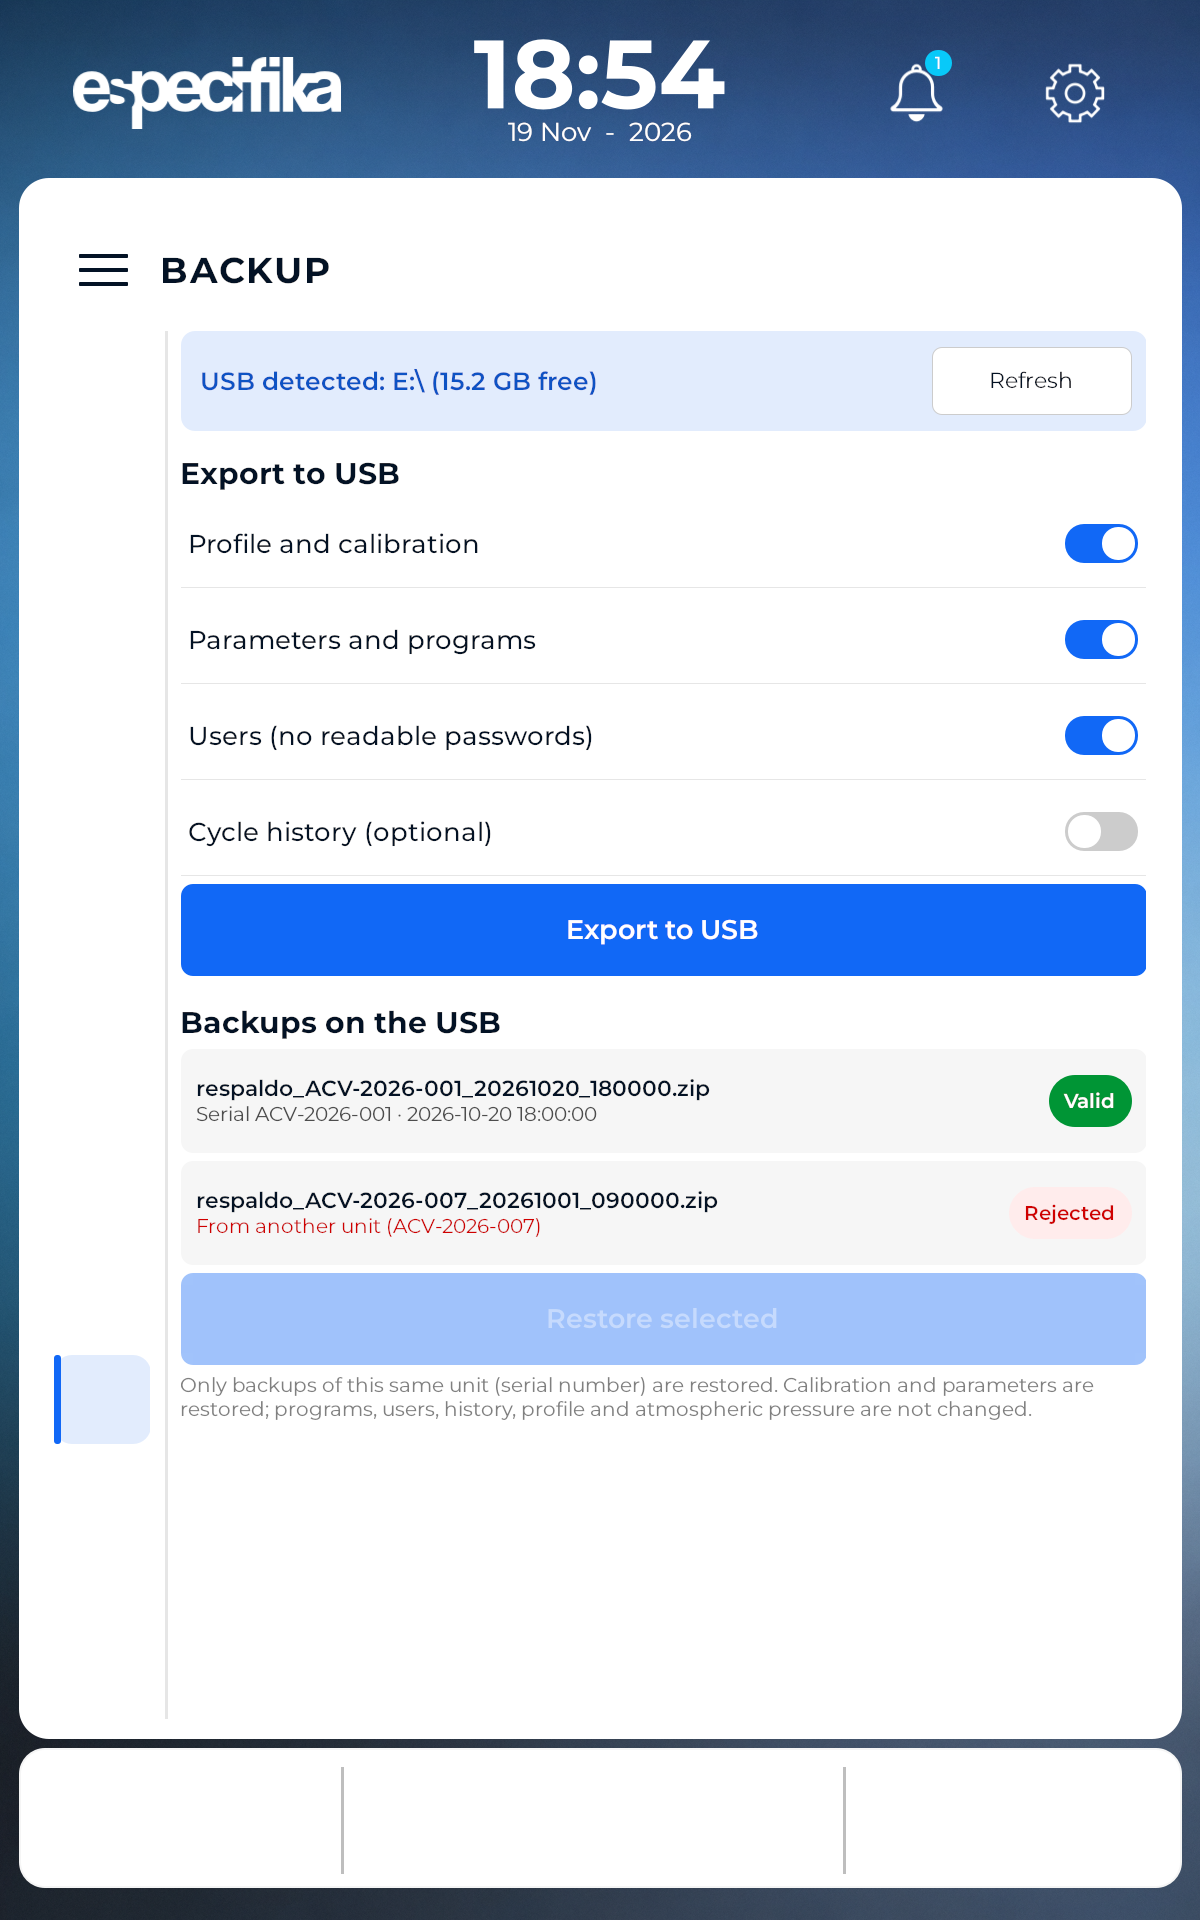 especifika
18:54
19 Nov - 2026
1
BACKUP
USB detected: E:\ (15.2 GB free)
Refresh
Export to USB
Profile and calibration
Parameters and programs
Users (no readable passwords)
Cycle history (optional)
Export to USB
Backups on the USB
respaldo_ACV-2026-001_20261020_180000.zip
Serial ACV-2026-001 · 2026-10-20 18:00:00
Valid
respaldo_ACV-2026-007_20261001_090000.zip
From another unit (ACV-2026-007)
Rejected
Restore selected
Only backups of this same unit (serial number) are restored. Calibration and parameters are
restored; programs, users, history, profile and atmospheric pressure are not changed.